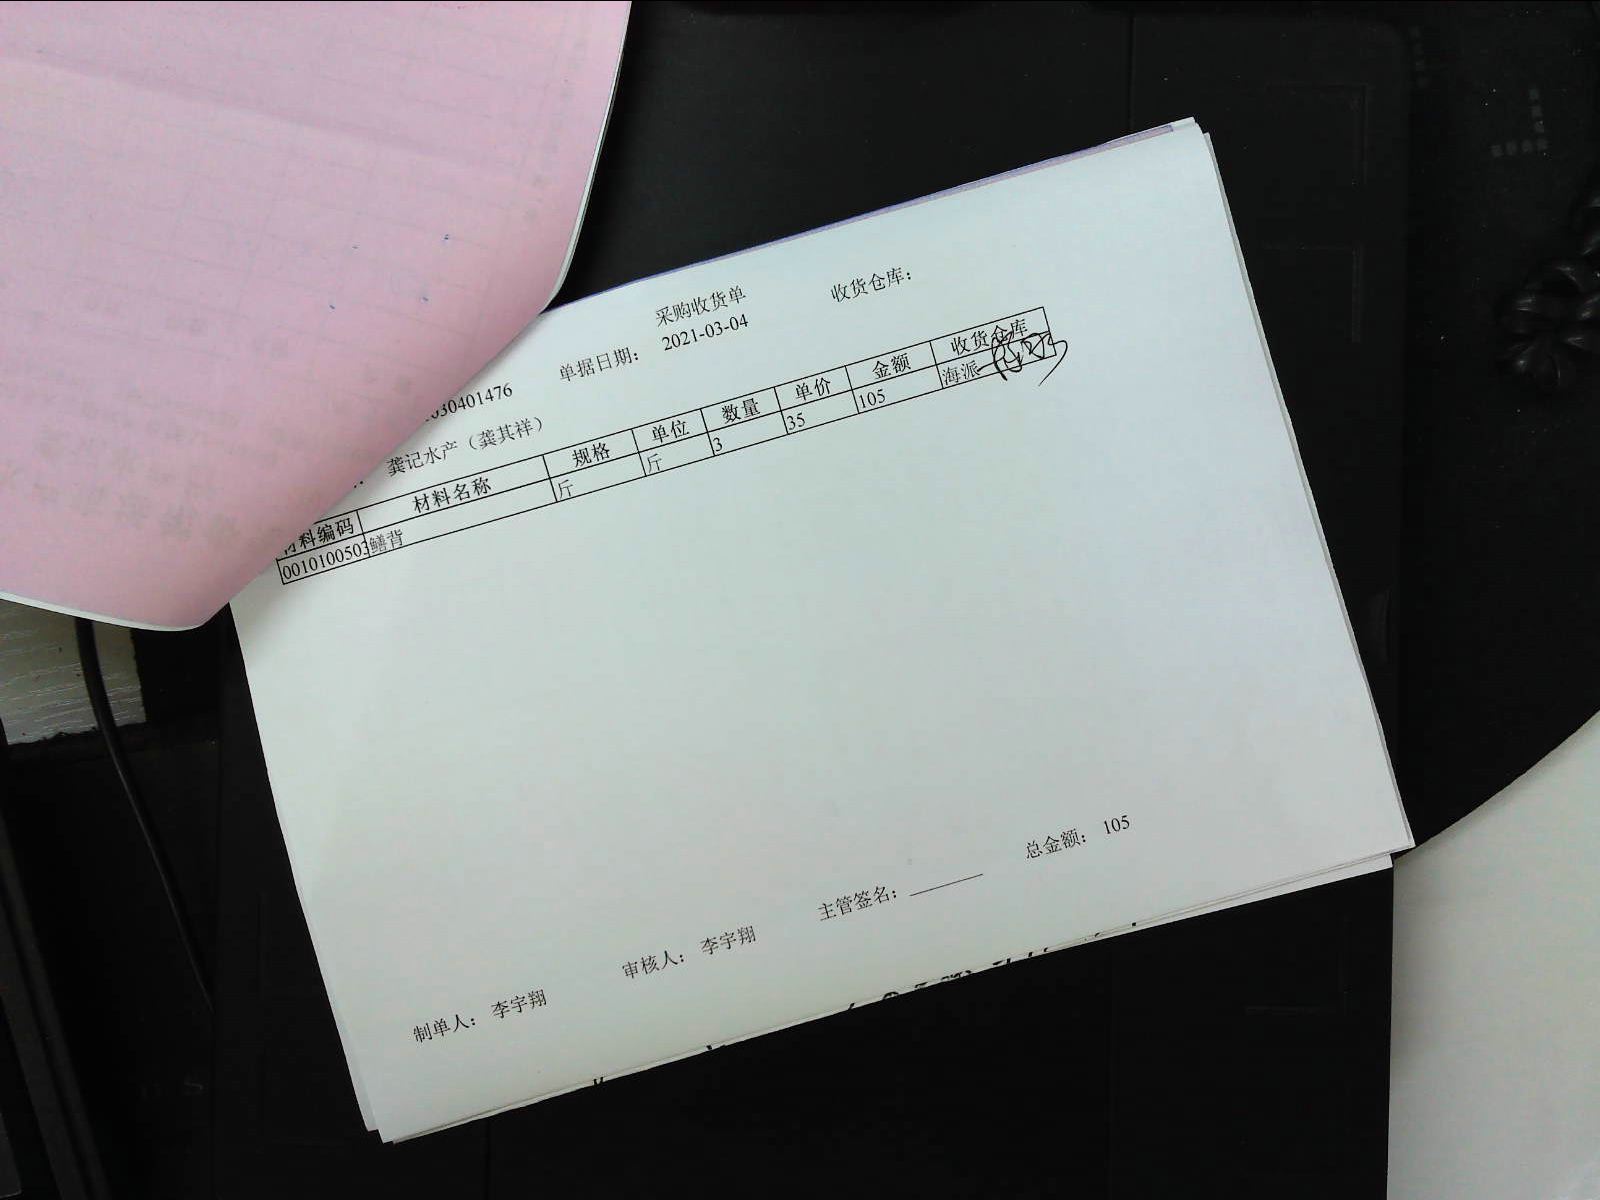 采购收货单 收货仓库：
单据日期： 2021-03-04
030401476
龚记水产（龚其祥）
材料编码 材料名称 规格 单位 数量 单价 金额 收货仓库
0010100503 鳝背 斤 斤 3 35 105 海派
总金额： 105
主管签名：
审核人： 李宇翔
制单人： 李宇翔